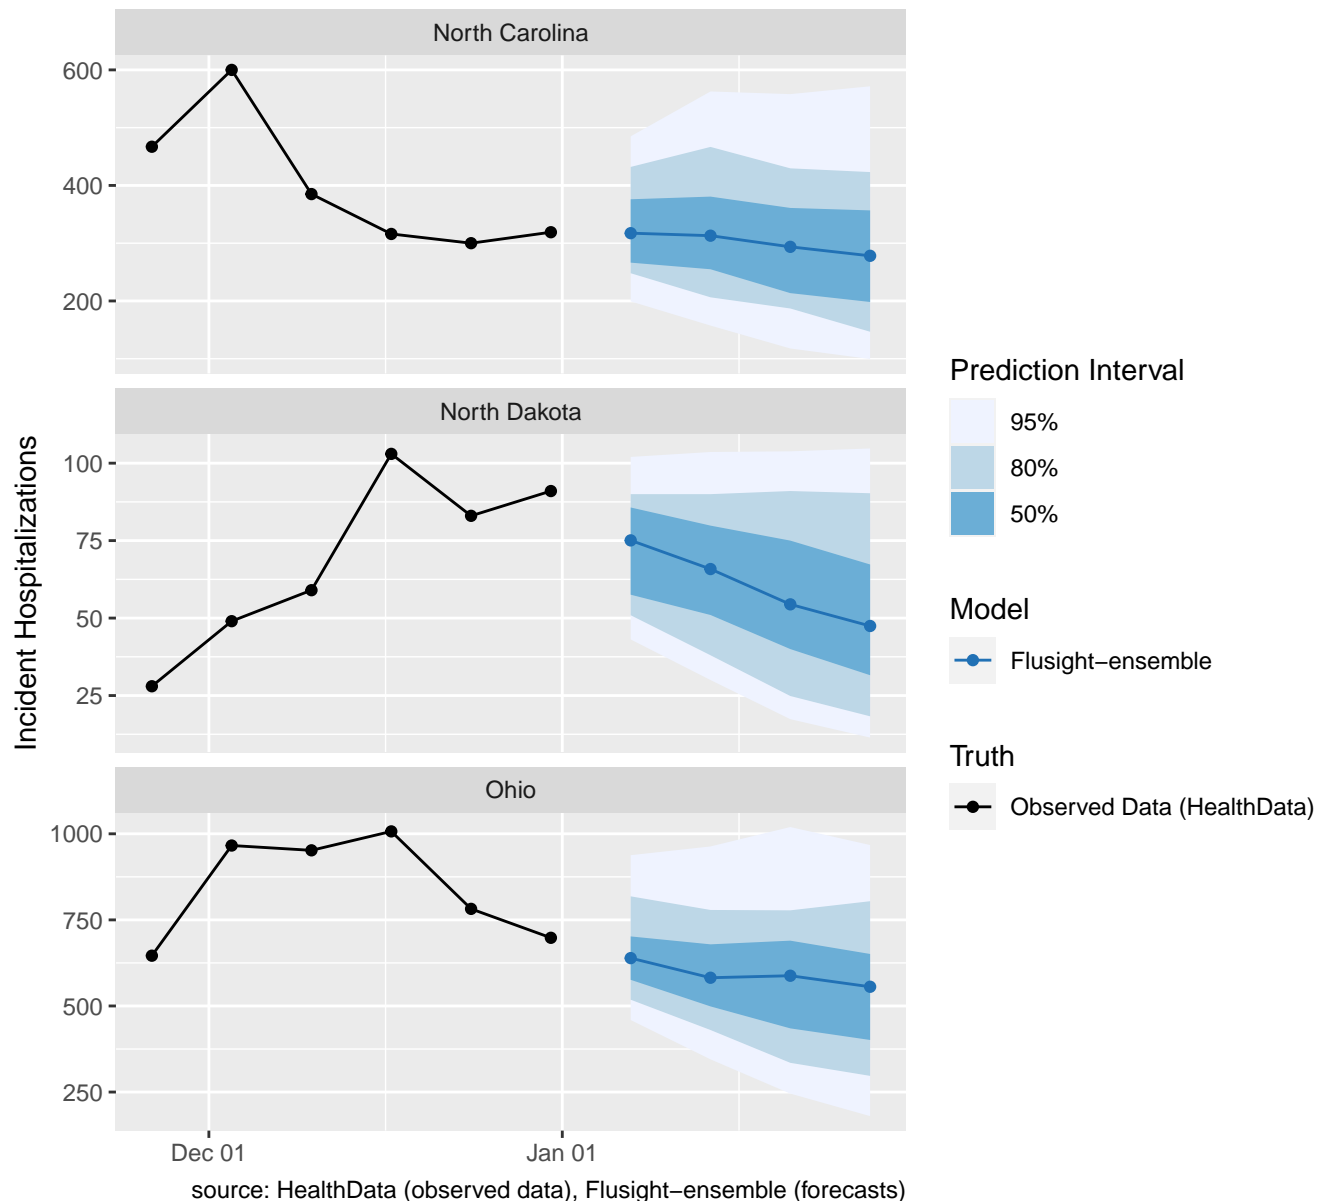 North Carolina
600
400
200
North Dakota
100
75
50
25
Ohio
1000
750
500
250
Dec 01
Jan 01
Incident Hospitalizations
source: HealthData (observed data), Flusight−ensemble (forecasts)
Prediction Interval
95%
80%
50%
Model
Flusight−ensemble
Truth
Observed Data (HealthData)